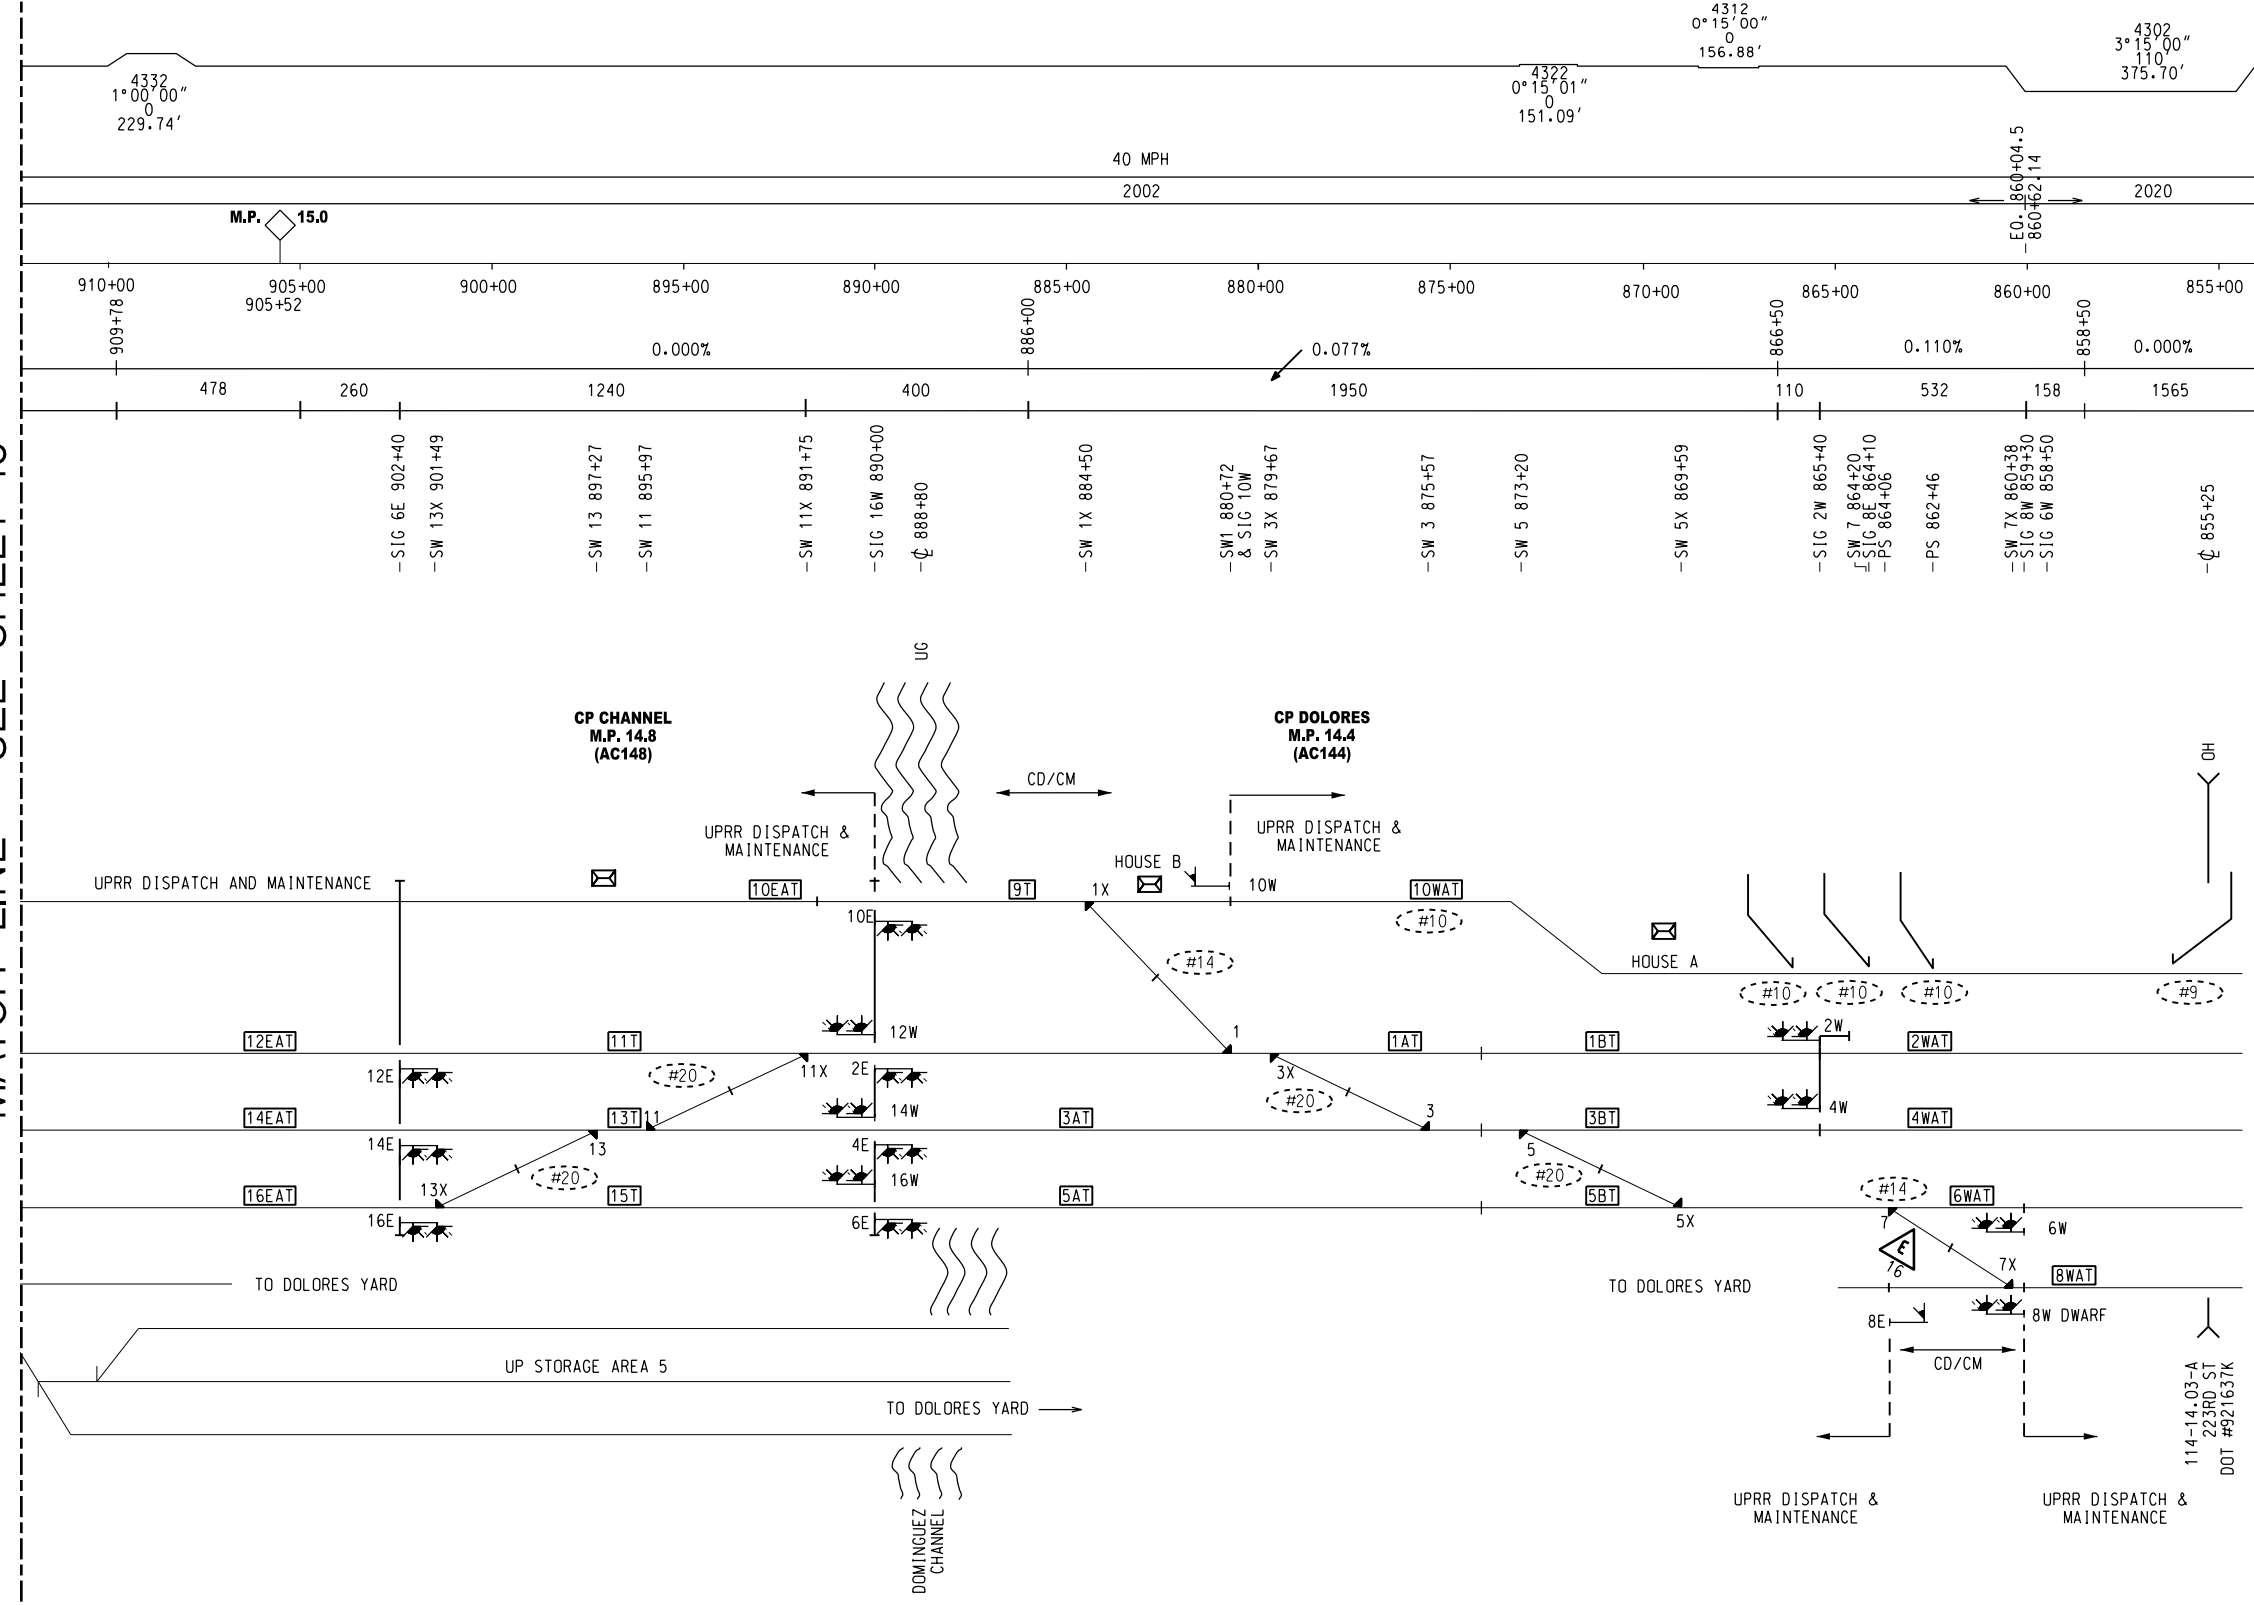 4312
0°15'00"
0
156.88'
4302
3°15'00"
110'
375.70'
4332
1°00'00"
0
229.74'
4322
0°15'01"
0
151.09'
40 MPH
2002
2020
EQ. 860+04.5
860+62.14
M.P. 15.0
910+00
905+00
905+52
900+00
895+00
890+00
885+00
880+00
875+00
870+00
865+00
860+00
855+00
909+78
886+00
866+50
858+50
0.000%
0.077%
0.110%
0.000%
478
260
1240
400
1950
110
532
158
1565
SIG 6E 902+40
SW 13X 901+49
SW 13 897+27
SW 11 895+97
SW 11X 891+75
SIG 16W 890+00
℄ 888+80
SW 1X 884+50
SW1 880+72
& SIG 10W
SW 3X 879+67
SW 3 875+57
SW 5 873+20
SW 5X 869+59
SIG 2W 865+40
SW 7 864+20
SIG 8E 864+10
PS 864+06
PS 862+46
SW 7X 860+38
SIG 8W 859+30
SIG 6W 858+50
℄ 855+25
UG
OH
CP CHANNEL
M.P. 14.8
(AC148)
CP DOLORES
M.P. 14.4
(AC144)
CD/CM
UPRR DISPATCH &
MAINTENANCE
UPRR DISPATCH &
MAINTENANCE
UPRR DISPATCH AND MAINTENANCE
10EAT
9T
1X
HOUSE B
10W
10WAT
#10
10E
#14
HOUSE A
#10
#10
#10
#9
12EAT
11T
12W
1
1AT
1BT
2W
2WAT
12E
#20
11X
2E
14W
3X
#20
3
4W
14EAT
13T
11
3AT
3BT
4WAT
14E
13
4E
5
#20
13X
#20
16W
#14
16EAT
15T
5AT
5BT
6WAT
16E
6E
5X
7
6W
E
16
7X
8WAT
TO DOLORES YARD
TO DOLORES YARD
8E
8W DWARF
UP STORAGE AREA 5
CD/CM
TO DOLORES YARD
114-14.03-A
223RD ST
DOT #921637K
UPRR DISPATCH &
MAINTENANCE
UPRR DISPATCH &
MAINTENANCE
DOMINGUEZ
CHANNEL